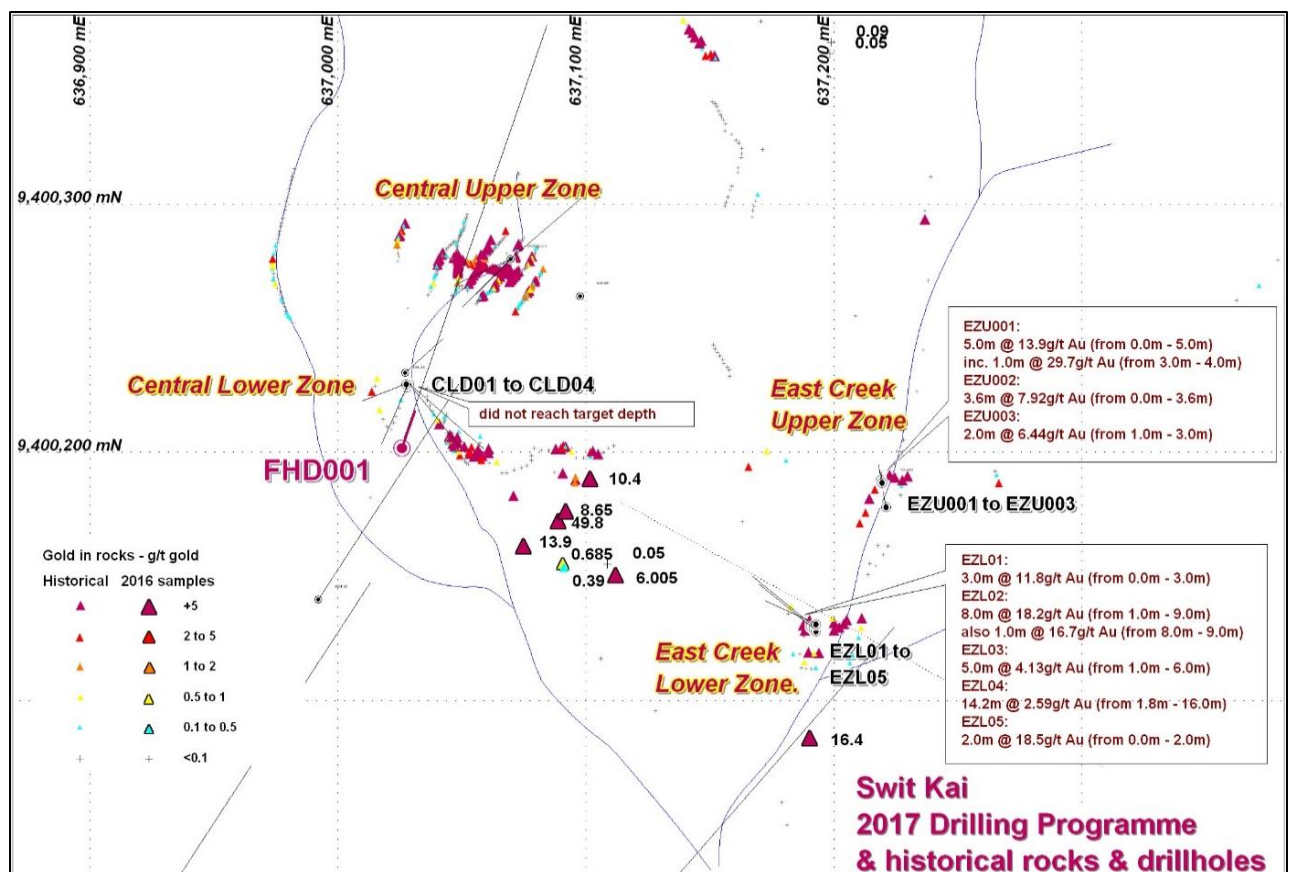 636,900 mE
637,000 mE
637,100 mE
637,200 mE
0.09
0.05
Central Upper Zone
9,400,300 mN
EZU001:
5.0m @ 13.9g/t Au (from 0.0m - 5.0m)
inc. 1.0m @ 29.7g/t Au (from 3.0m - 4.0m)
EZU002:
3.6m @ 7.92g/t Au (from 0.0m - 3.6m)
EZU003:
2.0m @ 6.44g/t Au (from 1.0m - 3.0m)
Central Lower Zone
CLD01 to CLD04
did not reach target depth
East Creek
Upper Zone
9,400,200 mN
FHD001
10.4
EZU001 to EZU003
8.65
49.8
13.9
0.685
0.05
0.39
6.005
Gold in rocks - g/t gold
Historical 2016 samples
+5
2 to 5
1 to 2
0.5 to 1
0.1 to 0.5
<0.1
EZL01:
3.0m @ 11.8g/t Au (from 0.0m - 3.0m)
EZL02:
8.0m @ 18.2g/t Au (from 1.0m - 9.0m)
also 1.0m @ 16.7g/t Au (from 8.0m - 9.0m)
EZL03:
5.0m @ 4.13g/t Au (from 1.0m - 6.0m)
EZL04:
14.2m @ 2.59g/t Au (from 1.8m - 16.0m)
EZL05:
2.0m @ 18.5g/t Au (from 0.0m - 2.0m)
East Creek
Lower Zone.
EZL01 to
EZL05
16.4
Swit Kai
2017 Drilling Programme
& historical rocks & drillholes